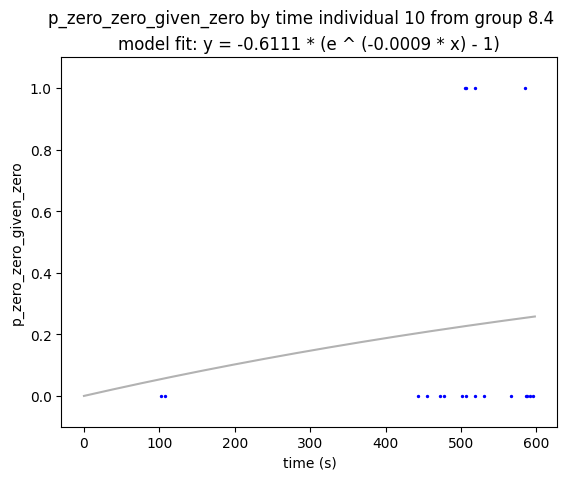 p_zero_zero_given_zero by time individual 10 from group 8.4
model fit: y = -0.6111 * (e ^ (-0.0009 * x) - 1)
1.0
0.8
0.6
0.4
0.2
0.0
p_zero_zero_given_zero
0 100 200 300 400 500 600
time (s)